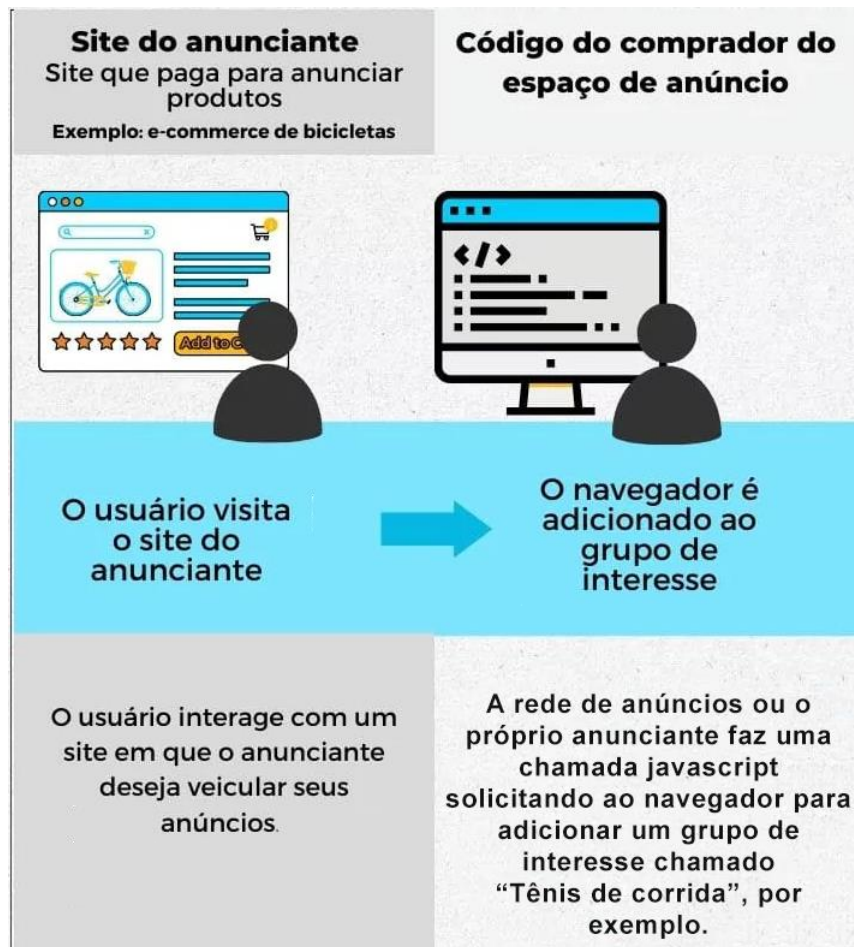 Site do anunciante
Site que paga para anunciar
produtos
Exemplo: e-commerce de bicicletas
Código do comprador do
espaço de anúncio
O usuário visita
o site do
anunciante
O navegador é
adicionado ao
grupo de
interesse
O usuário interage com um
site em que o anunciante
deseja veicular seus
anúncios.
A rede de anúncios ou o
próprio anunciante faz uma
chamada javascript
solicitando ao navegador para
adicionar um grupo de
interesse chamado
“Tênis de corrida”, por
exemplo.